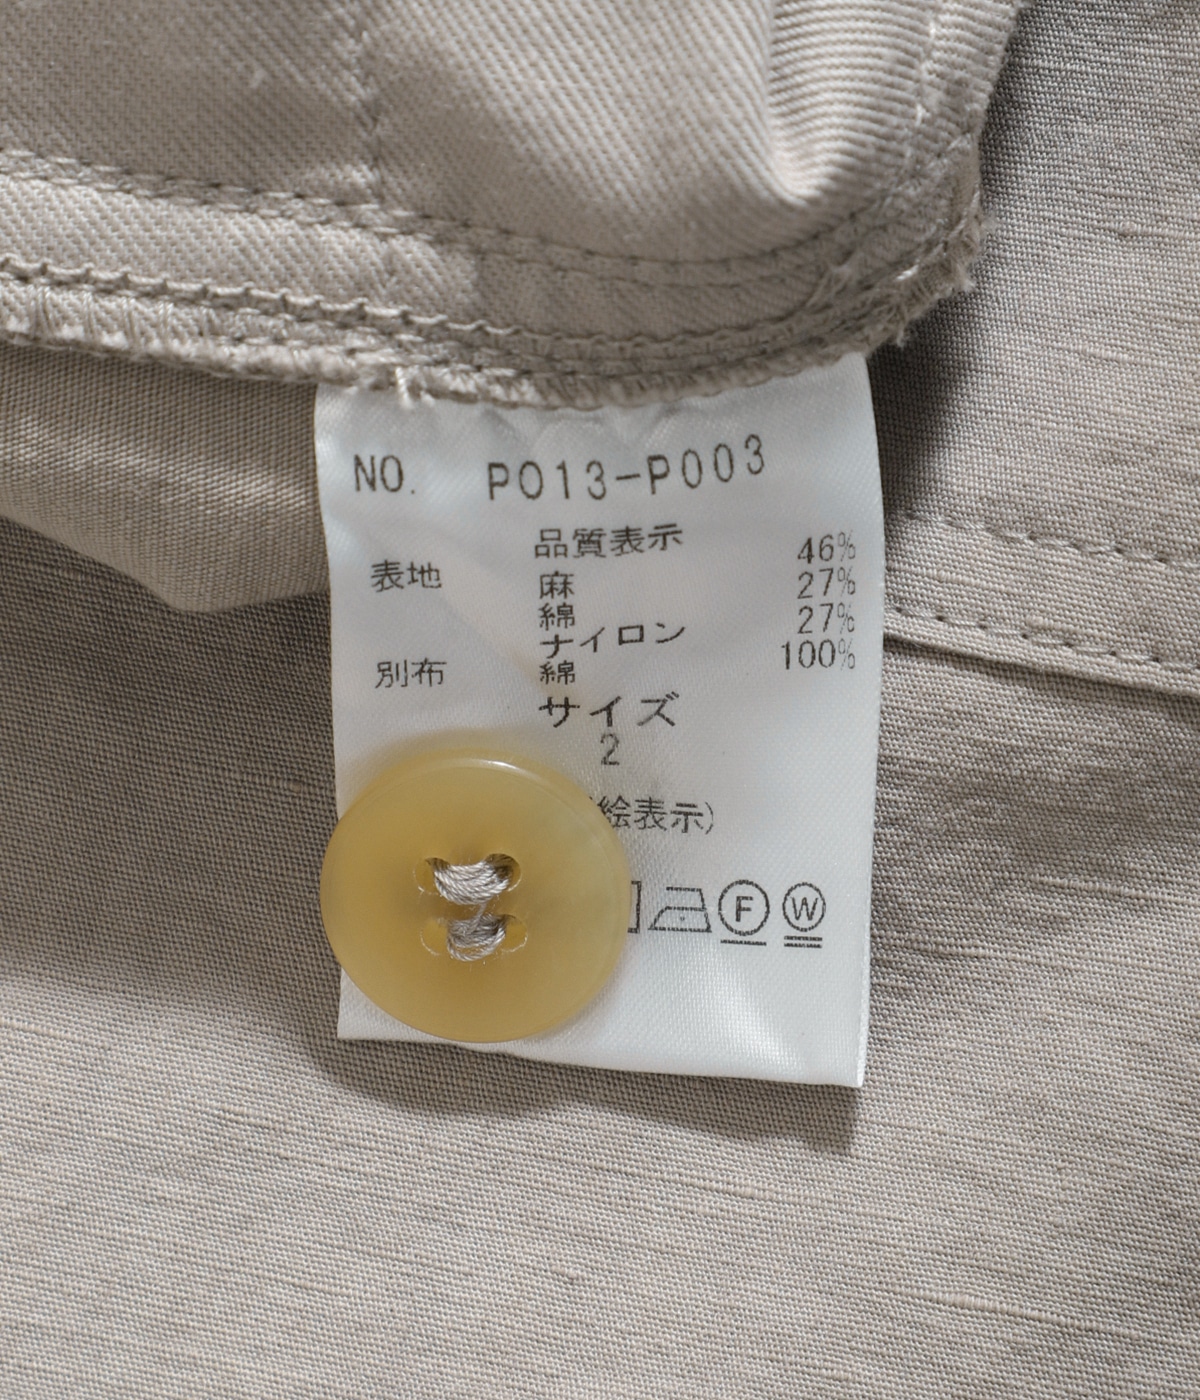 NO. P013-P003
品質表示
表地 麻 46%
綿 27%
ナイロン 27%
別布 綿 100%
サイズ
2
絵表示)
F W